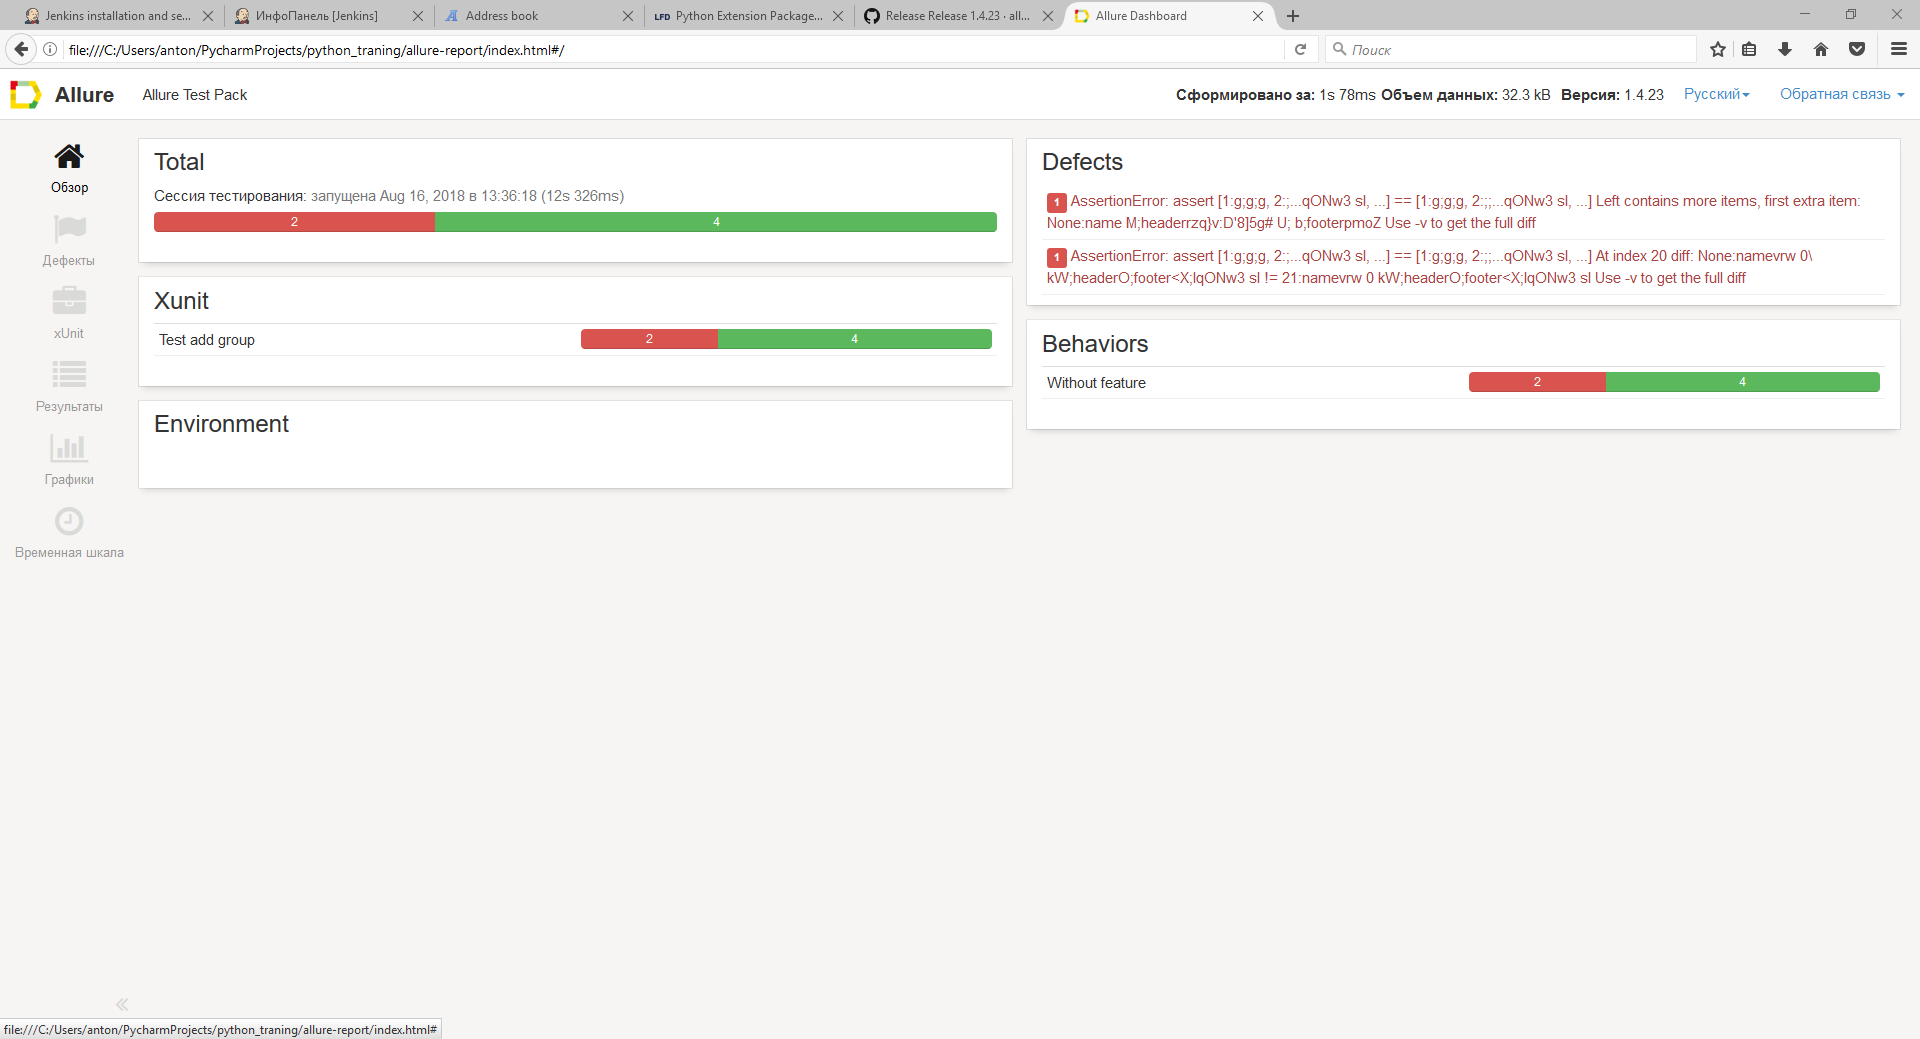 Jenkins installation and se...
ИнфоПанель [Jenkins]
Address book
LFD Python Extension Package...
Release Release 1.4.23 · all...
Allure Dashboard
file:///C:/Users/anton/PycharmProjects/python_traning/allure-report/index.html#/
Поиск
Allure
Allure Test Pack
Сформировано за: 1s 78ms Объем данных: 32.3 kB Версия: 1.4.23
Русский
Обратная связь
Обзор
Дефекты
xUnit
Результаты
Графики
Временная шкала
Total
Сессия тестирования: запущена Aug 16, 2018 в 13:36:18 (12s 326ms)
2 4
Xunit
Test add group 2 4
Environment
Defects
1 AssertionError: assert [1:g;g;g, 2:;...qONw3 sl, ...] == [1:g;g;g, 2:;;...qONw3 sl, ...] Left contains more items, first extra item:
None:name M;headerrzq}v:D'8]5g# U; b;footerpmoZ Use -v to get the full diff
1 AssertionError: assert [1:g;g;g, 2:;...qONw3 sl, ...] == [1:g;g;g, 2:;;...qONw3 sl, ...] At index 20 diff: None:namevrw 0\
kW;headerO;footer<X;lqONw3 sl != 21:namevrw 0 kW;headerO;footer<X;lqONw3 sl Use -v to get the full diff
Behaviors
Without feature 2 4
file:///C:/Users/anton/PycharmProjects/python_traning/allure-report/index.html#